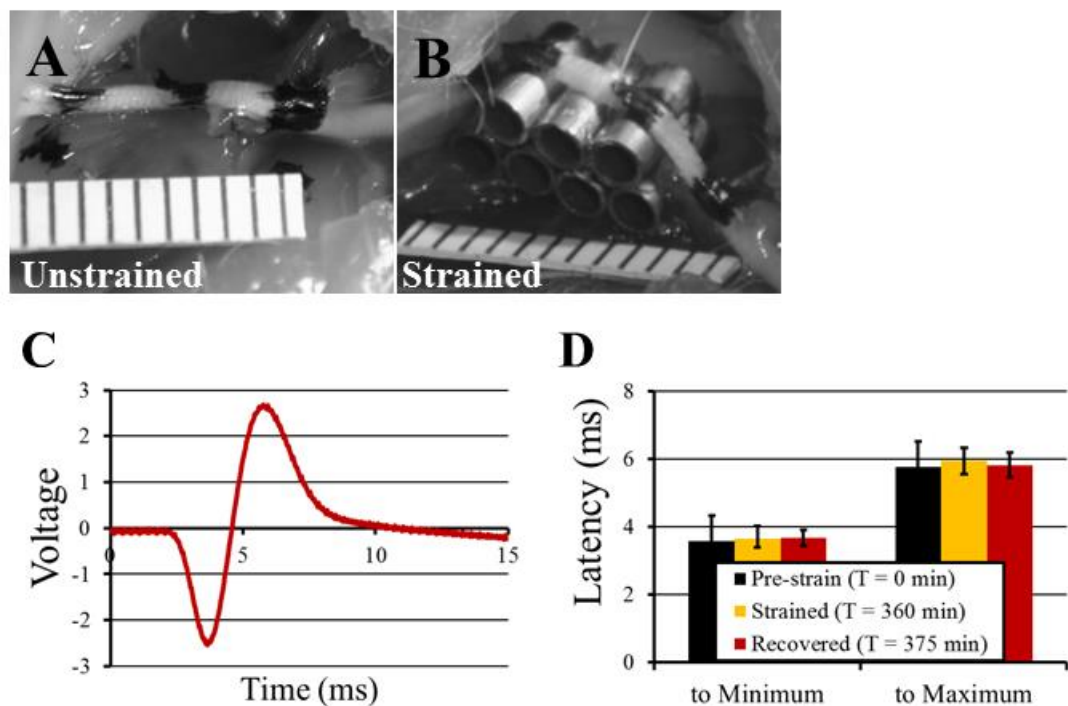 A
B
Unstrained
Strained
C
D
3
2
1
0
-1
-2
-3
Voltage
0
5
10
15
Time (ms)
8
6
4
2
0
Latency (ms)
Pre-strain (T = 0 min)
Strained (T = 360 min)
Recovered (T = 375 min)
to Minimum
to Maximum